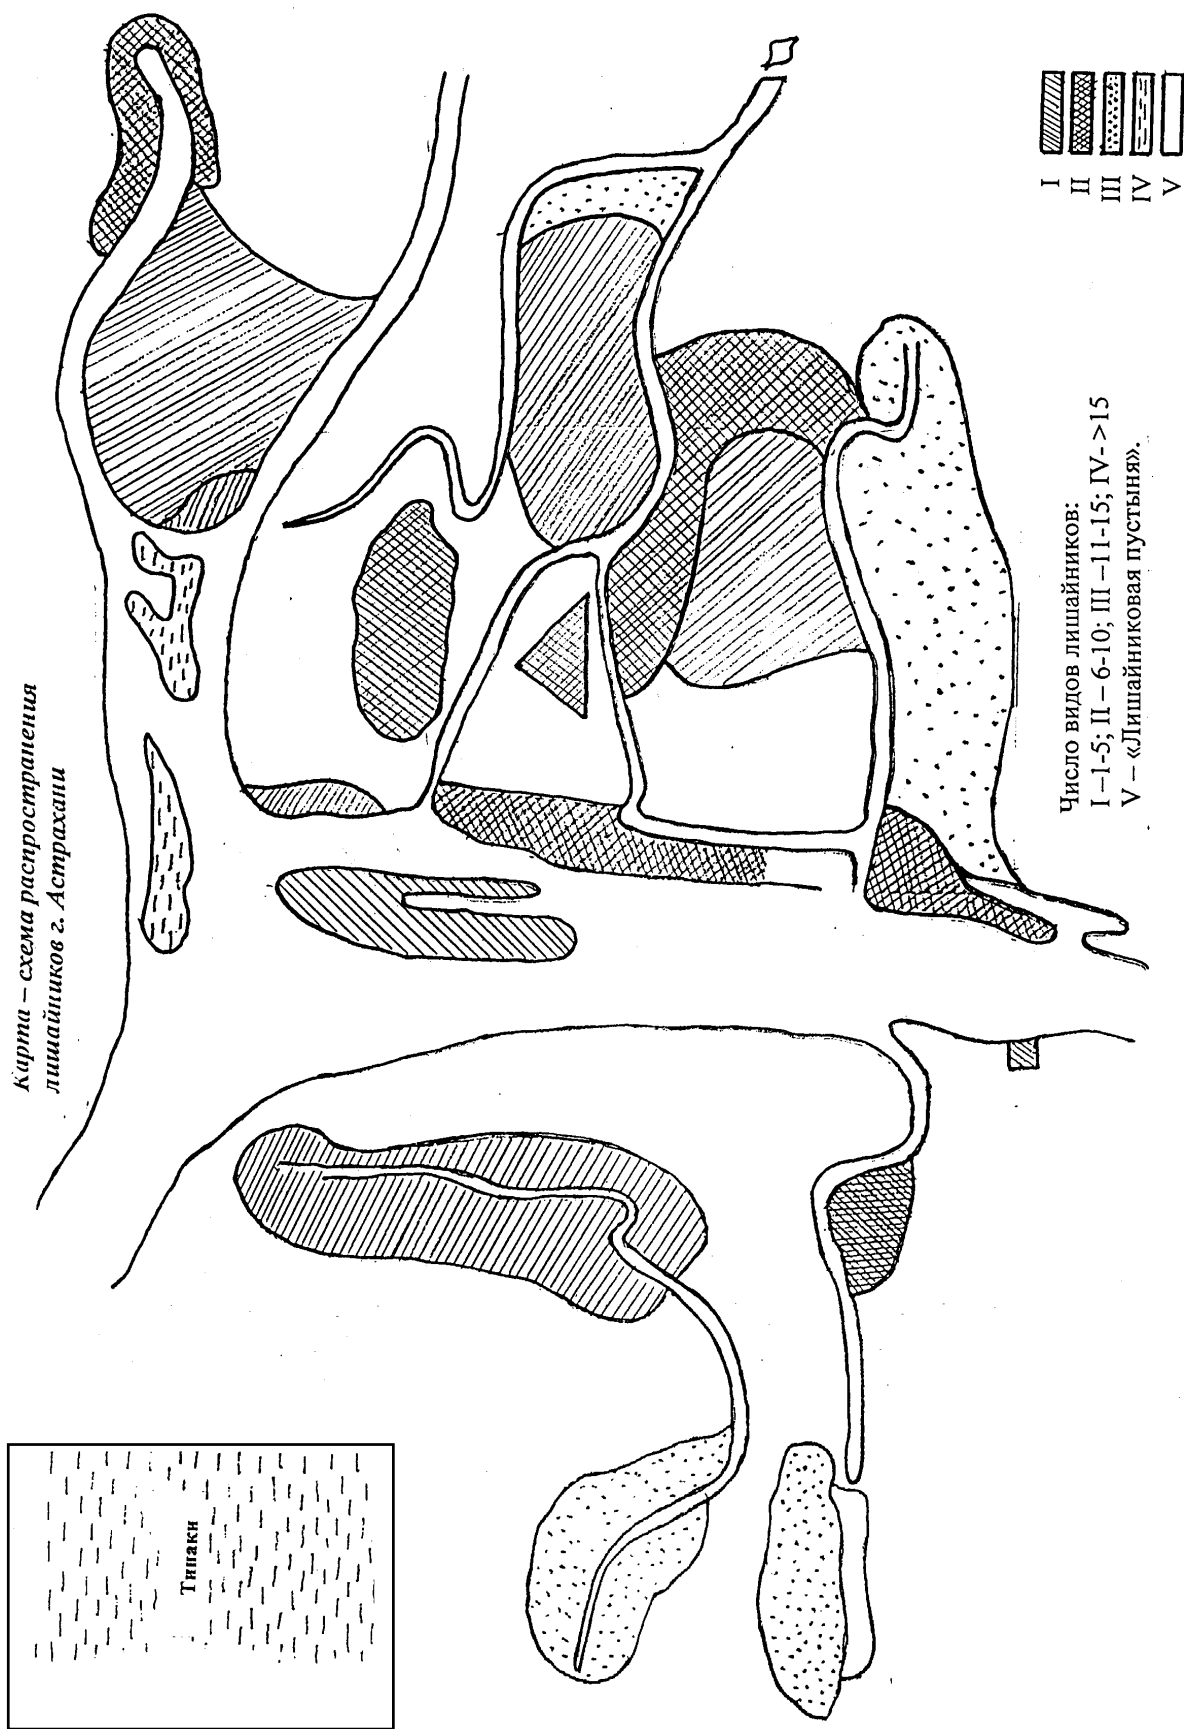 Карта – схема распространения
лишайников г. Астрахани
Типаки
Число видов лишайников:
I –1-5; II – 6-10; III –11-15; IV- >15
V – «Лишайниковая пустыня».
I
II
III
IV
V